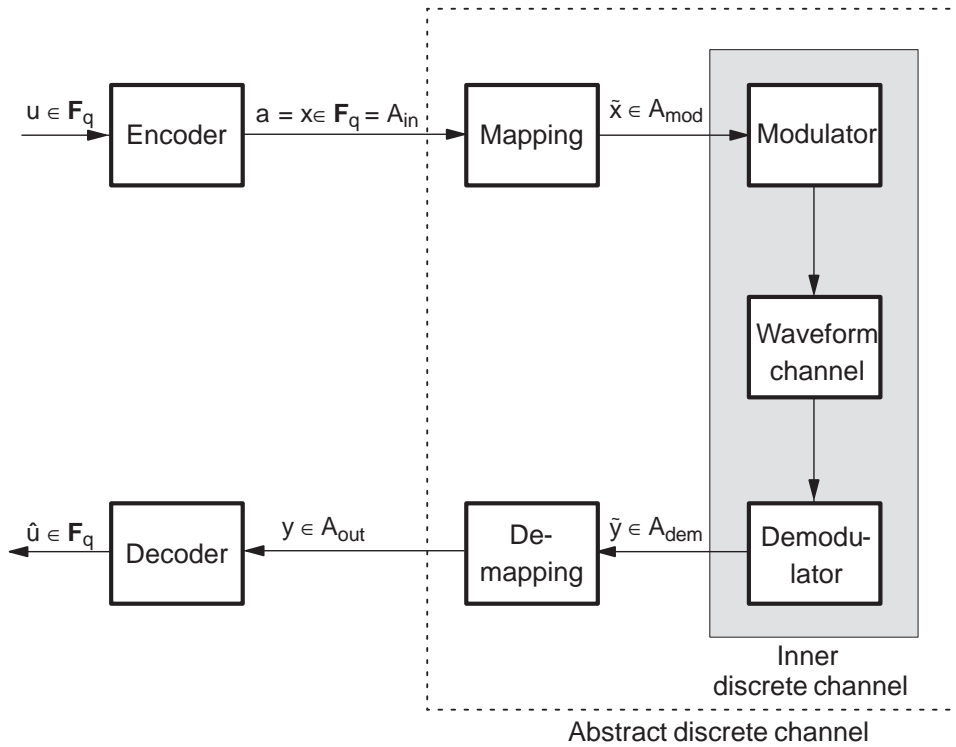 u ∈ F_q
Encoder
a = x ∈ F_q = A_in
Mapping
x̃ ∈ A_mod
Modulator
Waveform
channel
û ∈ F_q
Decoder
y ∈ A_out
De-
mapping
ỹ ∈ A_dem
Demodu-
lator
Inner
discrete channel
Abstract discrete channel